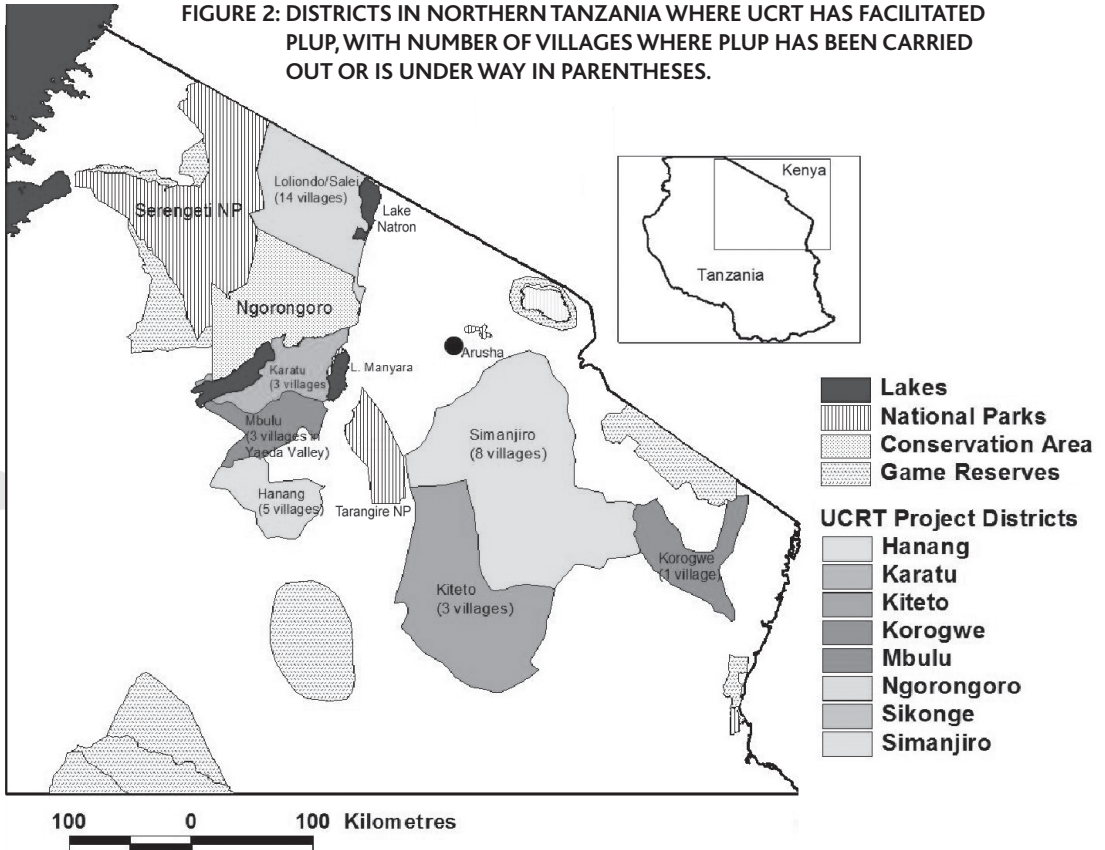 FIGURE 2: DISTRICTS IN NORTHERN TANZANIA WHERE UCRT HAS FACILITATED
PLUP, WITH NUMBER OF VILLAGES WHERE PLUP HAS BEEN CARRIED
OUT OR IS UNDER WAY IN PARENTHESES.
Kenya
Tanzania
Loliondo/Salei
(14 villages)
Lake
Natron
Serengeti NP
Ngorongoro
Arusha
Karatu
(3 villages
L. Manyara
Mbulu
(3 villages in
Yaeda Valley)
Simanjiro
(8 villages)
Hanang
(5 villages)
Tarangire NP
Korogwe
(1 village)
Kiteto
(3 villages)
Lakes
National Parks
Conservation Area
Game Reserves
UCRT Project Districts
Hanang
Karatu
Kiteto
Korogwe
Mbulu
Ngorongoro
Sikonge
Simanjiro
100 0 100 Kilometres